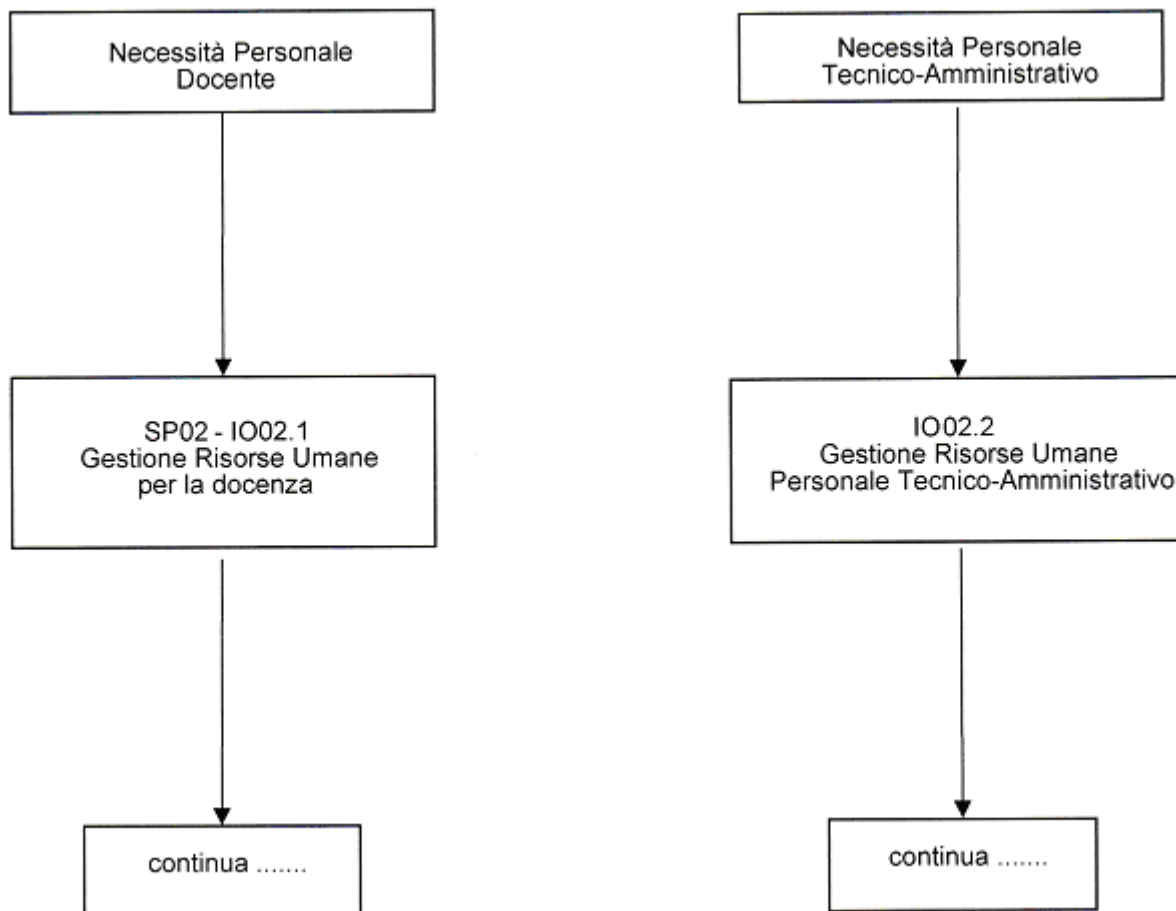 Necessità Personale
Docente
Necessità Personale
Tecnico-Amministrativo
SP02 - IO02.1
Gestione Risorse Umane
per la docenza
IO02.2
Gestione Risorse Umane
Personale Tecnico-Amministrativo
continua .......
continua .......